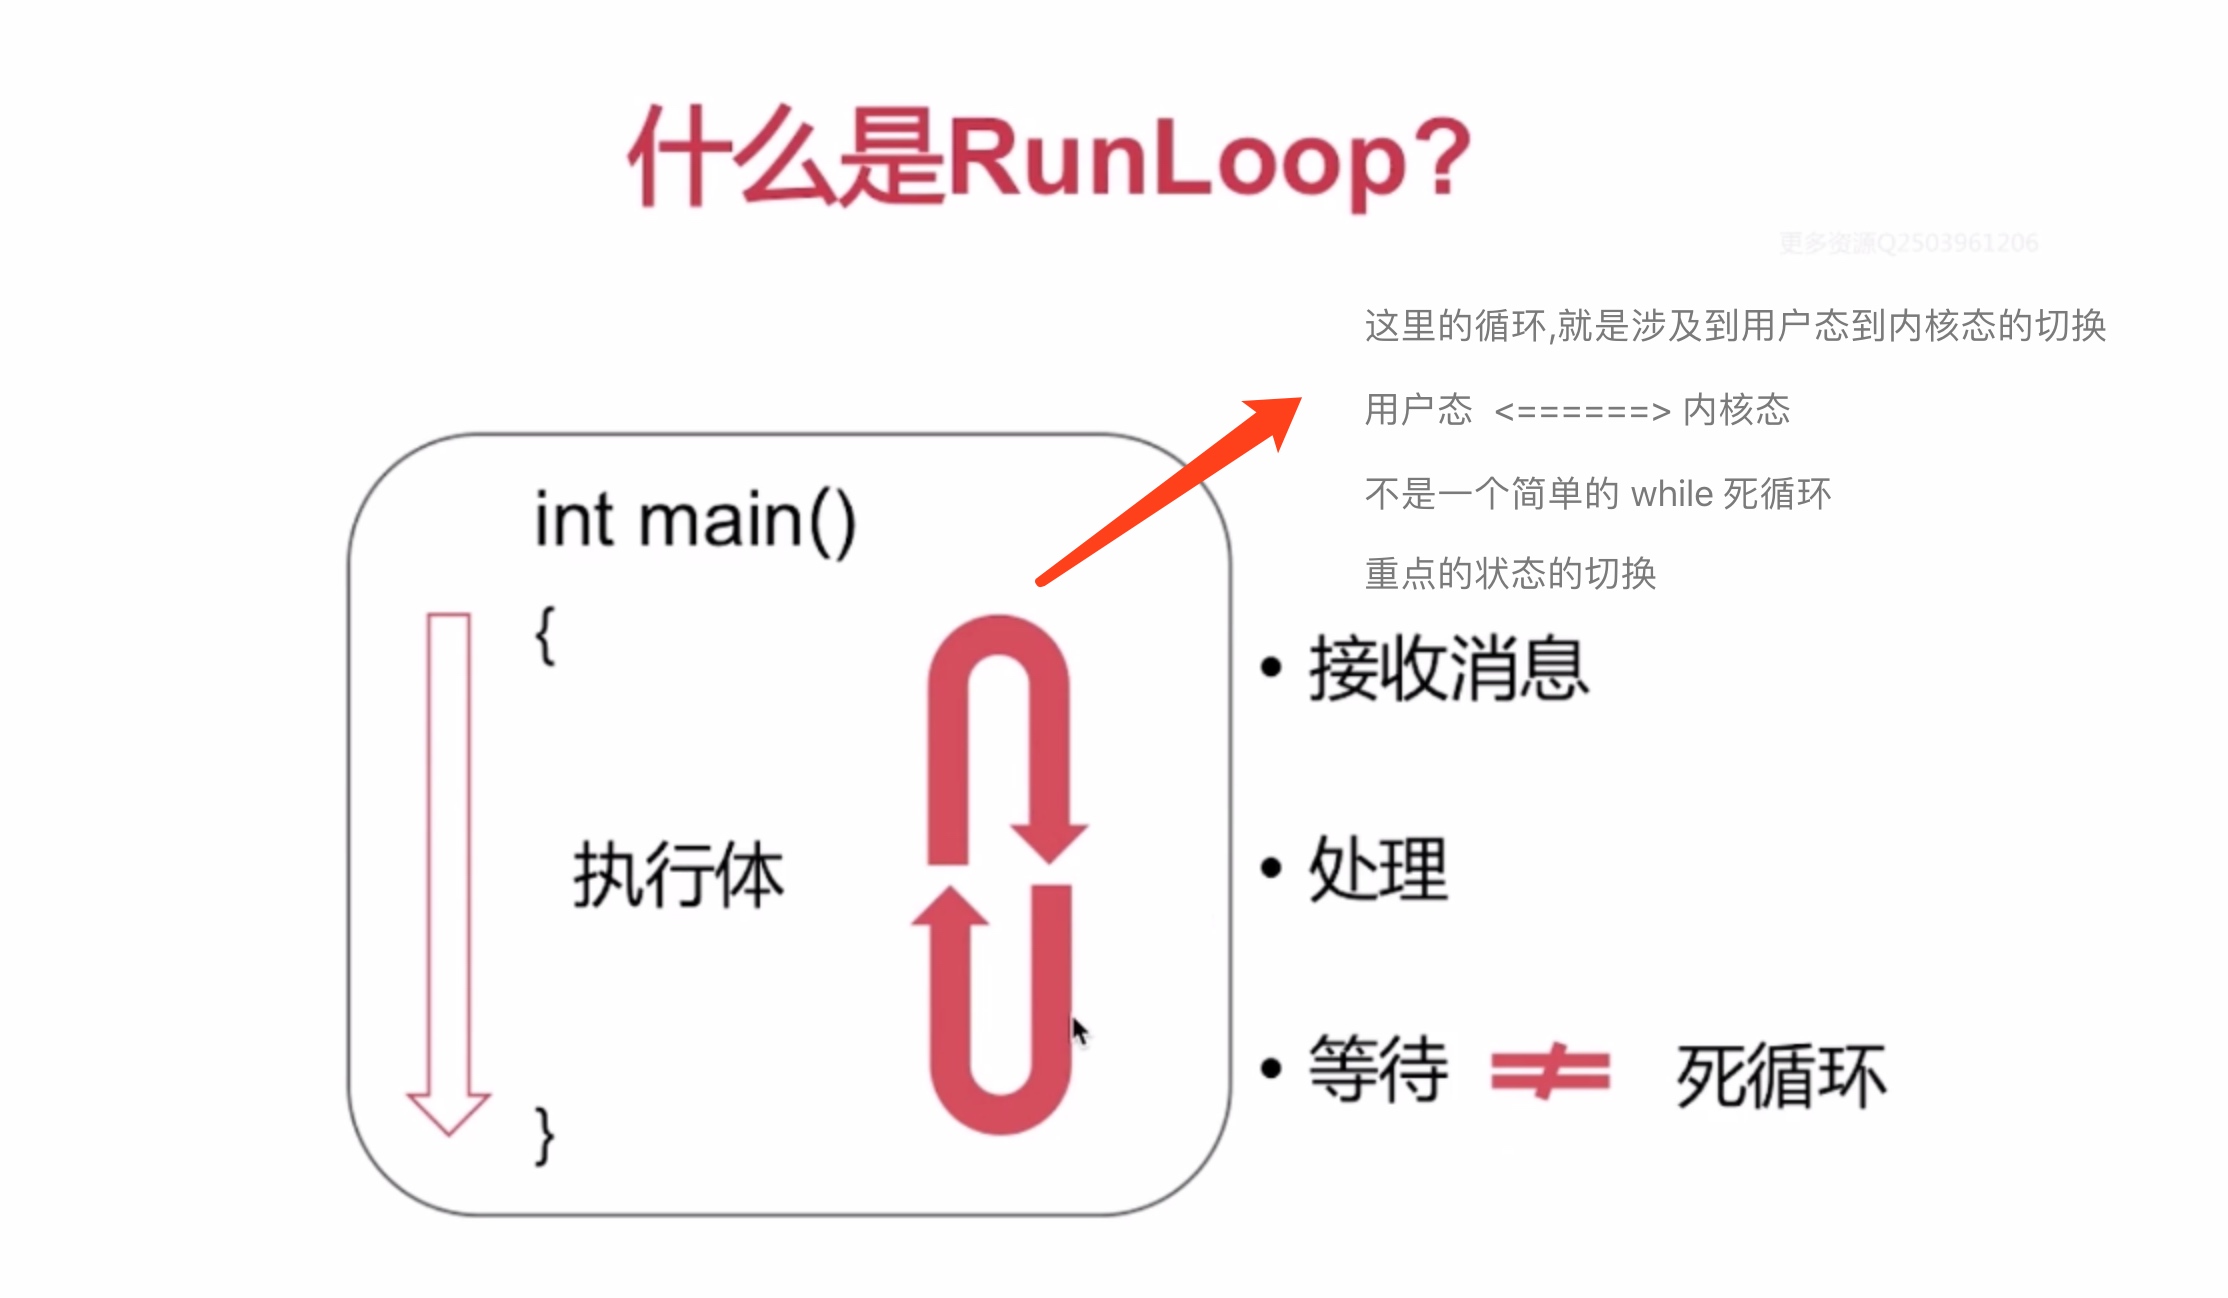 什么是RunLoop?
更多资源Q2503961206
这里的循环,就是涉及到用户态到内核态的切换
用户态 <======> 内核态
不是一个简单的 while 死循环
重点的状态的切换
int main()
{
执行体
}
• 接收消息
• 处理
• 等待 ≠ 死循环